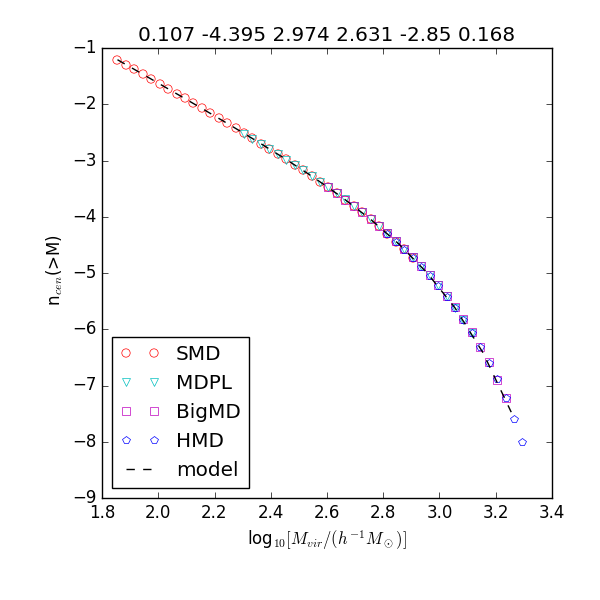 0.107 -4.395 2.974 2.631 -2.85 0.168
−1
−2
−3
−4
−5
−6
−7
−8
−9
n_cen(>M)
SMD
MDPL
BigMD
HMD
model
1.8 2.0 2.2 2.4 2.6 2.8 3.0 3.2 3.4
log₁₀[M_vir/(h⁻¹M_⊙)]